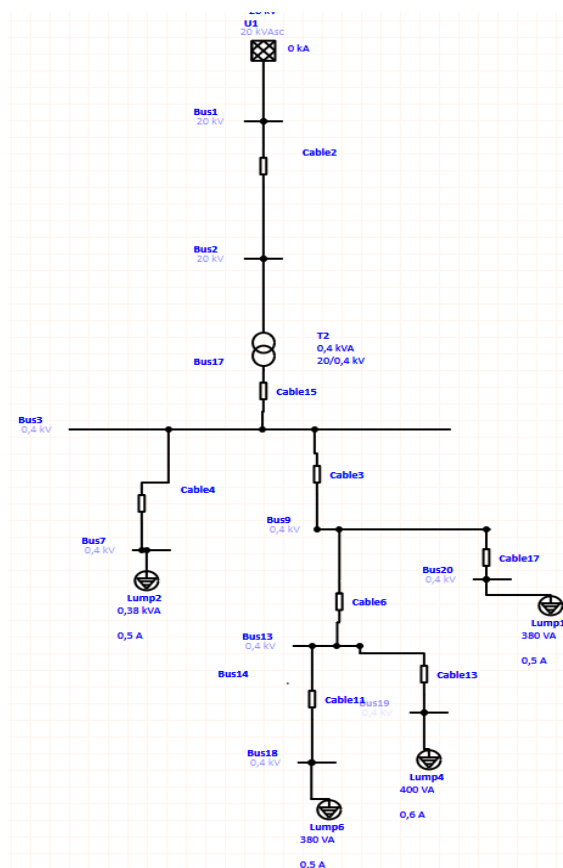 20 kV
U1
20 kVAsc
0 kA
Bus1
20 kV
Cable2
Bus2
20 kV
T2
0,4 kVA
20/0,4 kV
Bus17
Cable15
Bus3
0,4 kV
Cable4
Cable3
Bus9
0,4 kV
Bus7
0,4 kV
Cable17
Bus20
0,4 kV
Lump2
0,38 kVA
0,5 A
Cable6
Lump1
380 VA
0,5 A
Bus13
0,4 kV
Bus14
Cable13
Cable11
Bus19
0,4 kV
Bus18
0,4 kV
Lump4
400 VA
0,6 A
Lump6
380 VA
0,5 A